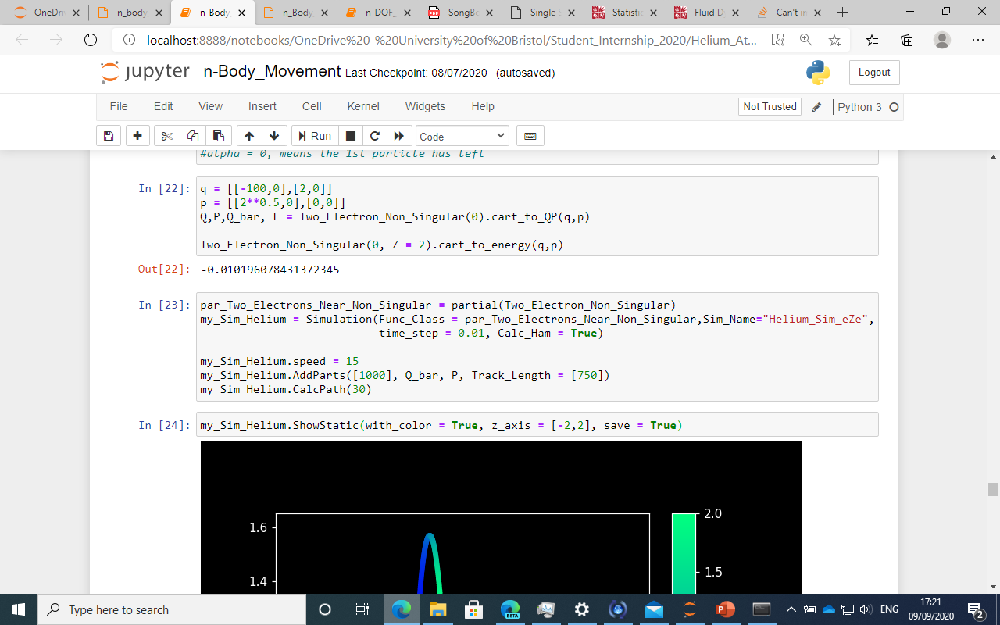 OneDri
n_body
n-Body_
n_Body
n-DOF_
SongBo
Single S
Statistic
Fluid Dy
Can't in
localhost:8888/notebooks/OneDrive%20-%20University%20of%20Bristol/Student_Internship_2020/Helium_At...
jupyter
n-Body_Movement Last Checkpoint: 08/07/2020 (autosaved)
Logout
File Edit View Insert Cell Kernel Widgets Help
Not Trusted
Python 3
Run
Code
#alpha = 0, means the 1st particle has left
In [22]: q = [[-100,0],[2,0]]
p = [[2**0.5,0],[0,0]]
Q,P,Q_bar, E = Two_Electron_Non_Singular(0).cart_to_QP(q,p)
Two_Electron_Non_Singular(0, Z = 2).cart_to_energy(q,p)
Out[22]: -0.010196078431372345
In [23]: par_Two_Electrons_Near_Non_Singular = partial(Two_Electron_Non_Singular)
my_Sim_Helium = Simulation(Func_Class = par_Two_Electrons_Near_Non_Singular,Sim_Name="Helium_Sim_eZe",
time_step = 0.01, Calc_Ham = True)
my_Sim_Helium.speed = 15
my_Sim_Helium.AddParts([1000], Q_bar, P, Track_Length = [750])
my_Sim_Helium.CalcPath(30)
In [24]: my_Sim_Helium.ShowStatic(with_color = True, z_axis = [-2,2], save = True)
1.6
1.4
2.0
1.5
Type here to search
BETA
ENG
17:21
09/09/2020
2